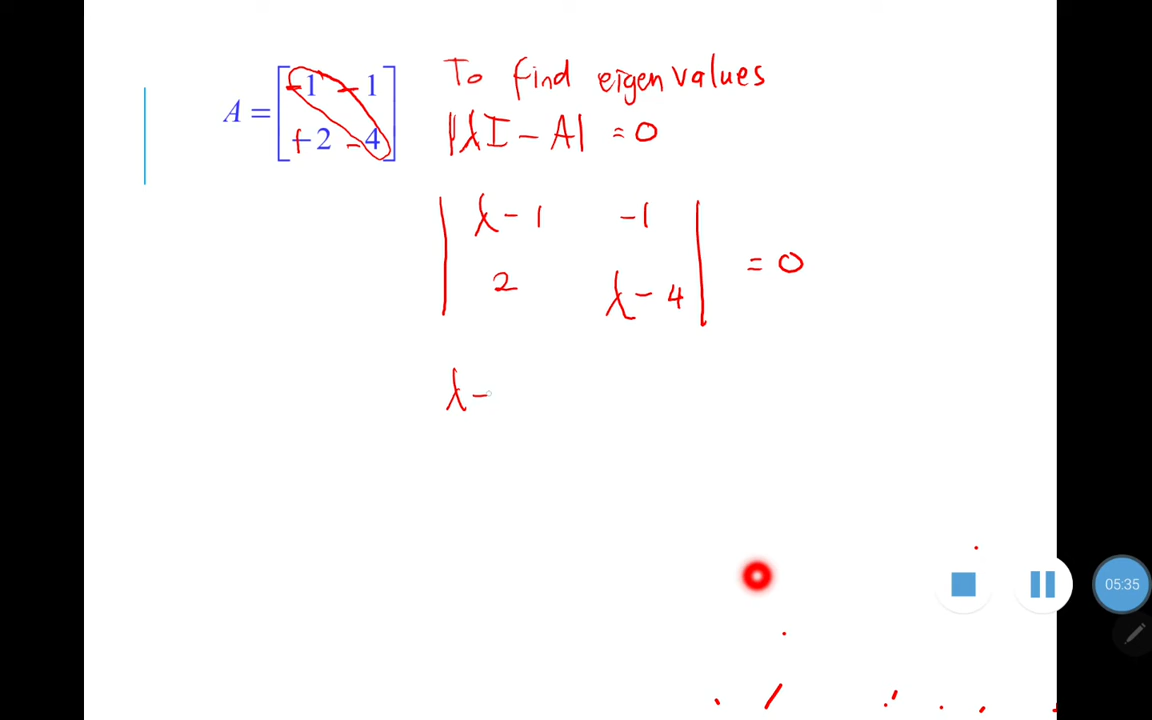 A = [ -1 - 1
+ 2 - 4 ]
To find eigen values
|λI - A| = 0
| λ - 1 -1 |
| 2 λ - 4 | = 0
λ -
05:35